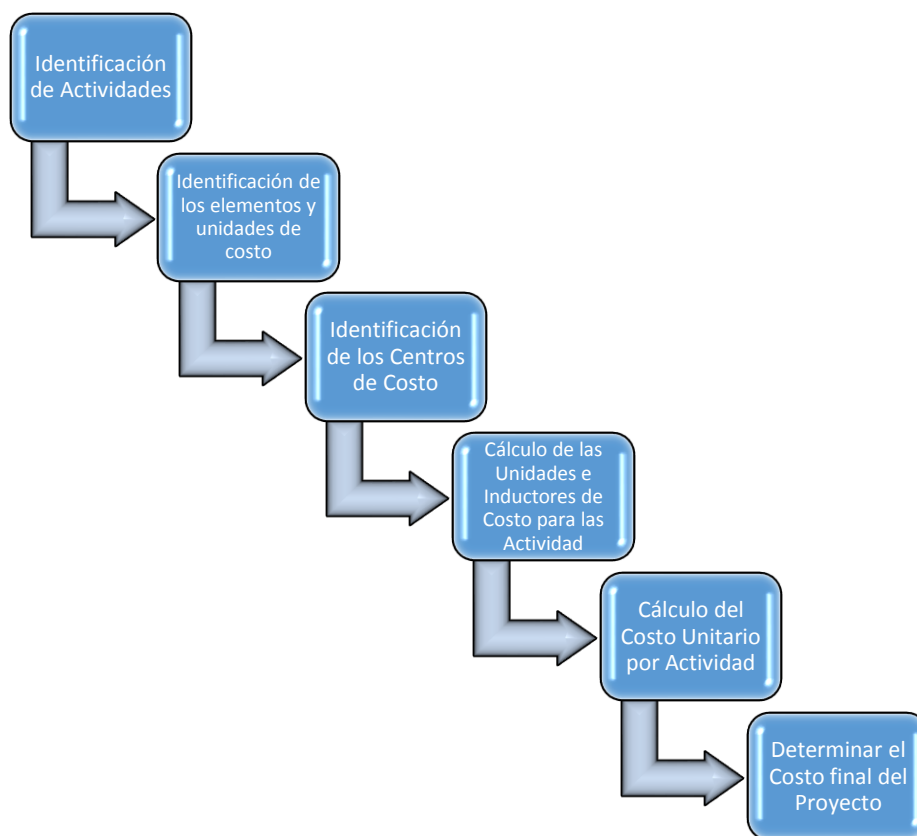 Identificación
de Actividades
Identificación de
los elementos y
unidades de
costo
Identificación
de los Centros
de Costo
Cálculo de las
Unidades e
Inductores de
Costo para las
Actividad
Cálculo del
Costo Unitario
por Actividad
Determinar el
Costo final del
Proyecto